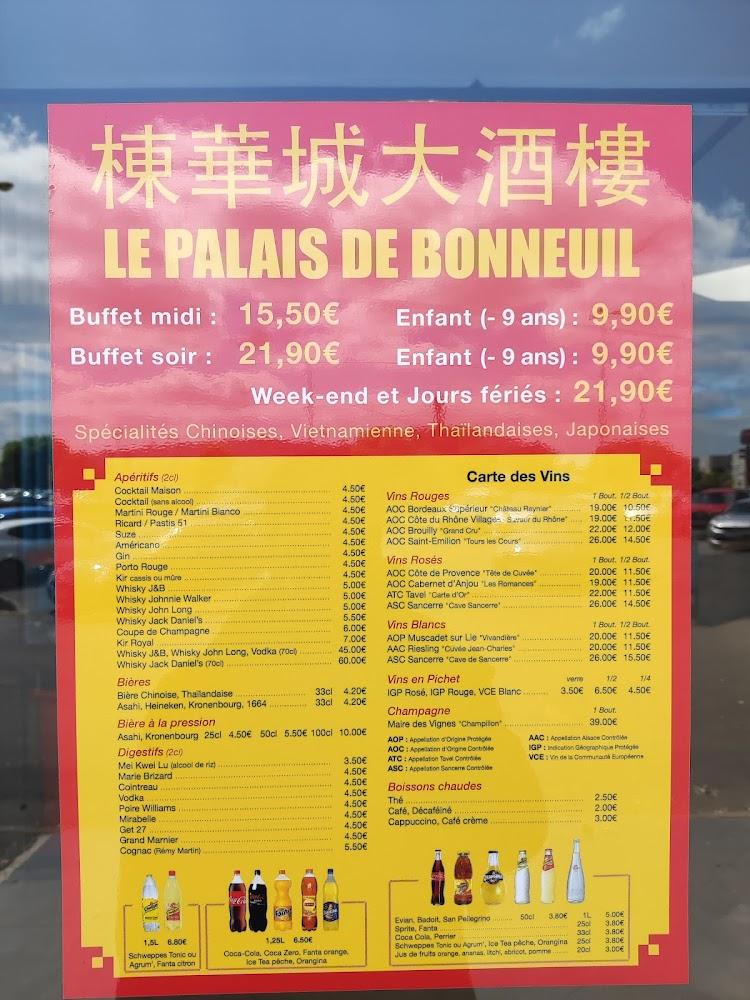 棟華城大酒樓
LE PALAIS DE BONNEUIL
Buffet midi : 15,50€ Enfant (- 9 ans) : 9,90€
Buffet soir : 21,90€ Enfant (- 9 ans) : 9,90€
Week-end et Jours fériés : 21,90€
Spécialités Chinoises, Vietnamienne, Thaïlandaises, Japonaises
Apéritifs (2cl)
Cocktail Maison 4.50€
Cocktail (sans alcool) 4.50€
Martini Rouge / Martini Bianco 4.50€
Ricard / Pastis 51 4.50€
Suze 4.50€
Américano 4.50€
Gin 4.50€
Porto Rouge 4.50€
Kir cassis ou mûre 4.50€
Whisky J&B 5.00€
Whisky Johnnie Walker 5.00€
Whisky John Long 5.00€
Whisky Jack Daniel's 5.50€
Coupe de Champagne 6.00€
Kir Royal 7.00€
Whisky J&B, Whisky John Long, Vodka (70cl) 45.00€
Whisky Jack Daniel's (70cl) 60.00€
Bières
Bière Chinoise, Thaïlandaise 33cl 4.20€
Asahi, Heineken, Kronenbourg, 1664 33cl 4.20€
Bière à la pression
Asahi, Kronenbourg 25cl 4.50€ 50cl 5.50€ 100cl 10.00€
Digestifs (2cl)
Mei Kwei Lu (alcool de riz) 3.50€
Marie Brizard 4.50€
Cointreau 4.50€
Vodka 4.50€
Poire Williams 4.50€
Mirabelle 4.50€
Get 27 4.50€
Grand Marnier 4.50€
Cognac (Rémy Martin) 5.50€
1,5L 6.80€
Schweppes Tonic ou
Agrum', Fanta citron
1,25L 6.50€
Coca-Cola, Coca Zero, Fanta orange,
Ice Tea pêche, Orangina
Carte des Vins
Vins Rouges 1 Bout. 1/2 Bout.
AOC Bordeaux Supérieur "Château Reynier" 19.00€ 10.50€
AOC Côte du Rhône Villages "Saveur du Rhône" 19.00€ 11.50€
AOC Brouilly "Grand Cru" 22.00€ 12.00€
AOC Saint-Emilion "Tours les Cours" 26.00€ 14.50€
Vins Rosés 1 Bout. 1/2 Bout.
AOC Côte de Provence "Tête de Cuvée" 20.00€ 11.50€
AOC Cabernet d'Anjou "Les Romances" 19.00€ 11.50€
ATC Tavel "Carte d'Or" 22.00€ 11.50€
ASC Sancerre "Cave Sancerre" 26.00€ 14.50€
Vins Blancs 1 Bout. 1/2 Bout.
AOP Muscadet sur Lie "Vivandière" 20.00€ 11.50€
AAC Riesling "Cuvée Jean-Charles" 20.00€ 11.50€
ASC Sancerre "Cave de Sancerre" 26.00€ 15.50€
Vins en Pichet verre 1/2 1/4
IGP Rosé, IGP Rouge, VCE Blanc 3.50€ 6.50€ 4.50€
Champagne 1 Bout.
Maire des Vignes "Champillon" 39.00€
AOP : Appellation d'Origine Protégée
AOC : Appellation d'Origine Contrôlée
ATC : Appellation Tavel Contrôlée
ASC : Appellation Sancerre Contrôlée
AAC : Appellation Alsace Contrôlée
IGP : Indication Géographique Protégée
VCE : Vin de la Communauté Européenne
Boissons chaudes
Thé 2.50€
Café, Décaféiné 2.00€
Cappuccino, Café crème 3.00€
Evian, Badoit, San Pellegrino 50cl 3.80€ 1L 5.00€
Sprite, Fanta 25cl 3.80€
Coca Cola, Perrier 33cl 3.80€
Schweppes Tonic ou Agrum', Ice Tea pêche, Orangina 25cl 3.80€
Jus de fruits orange, ananas, litchi, abricot, pomme 20cl 3.00€